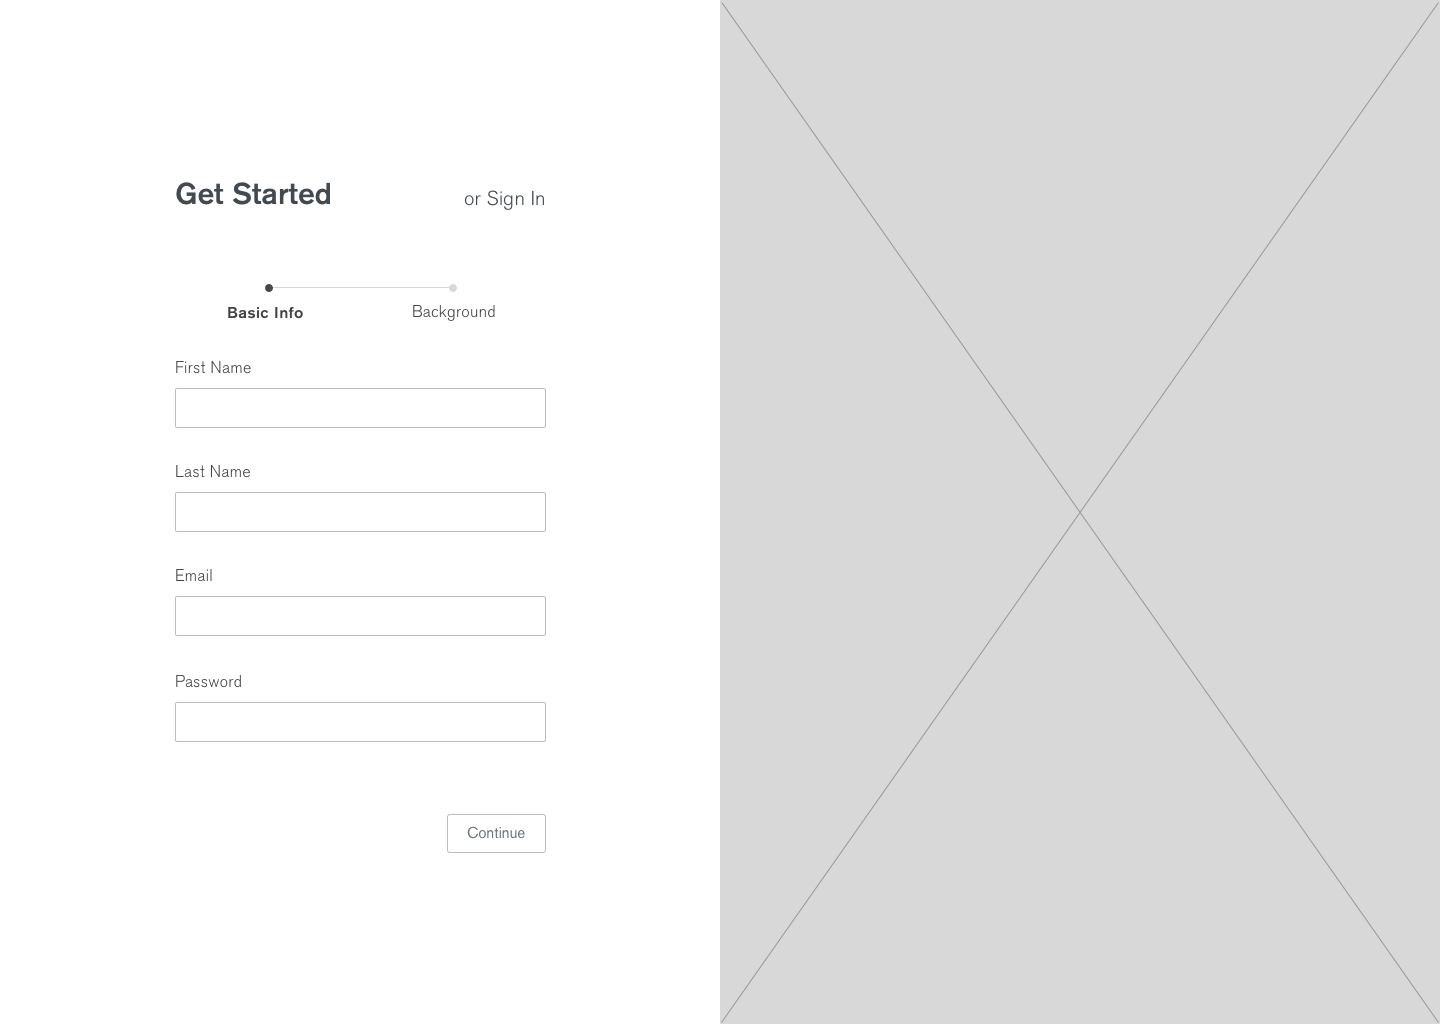 Get Started
or Sign In
Basic Info
Background
First Name
Last Name
Email
Password
Continue